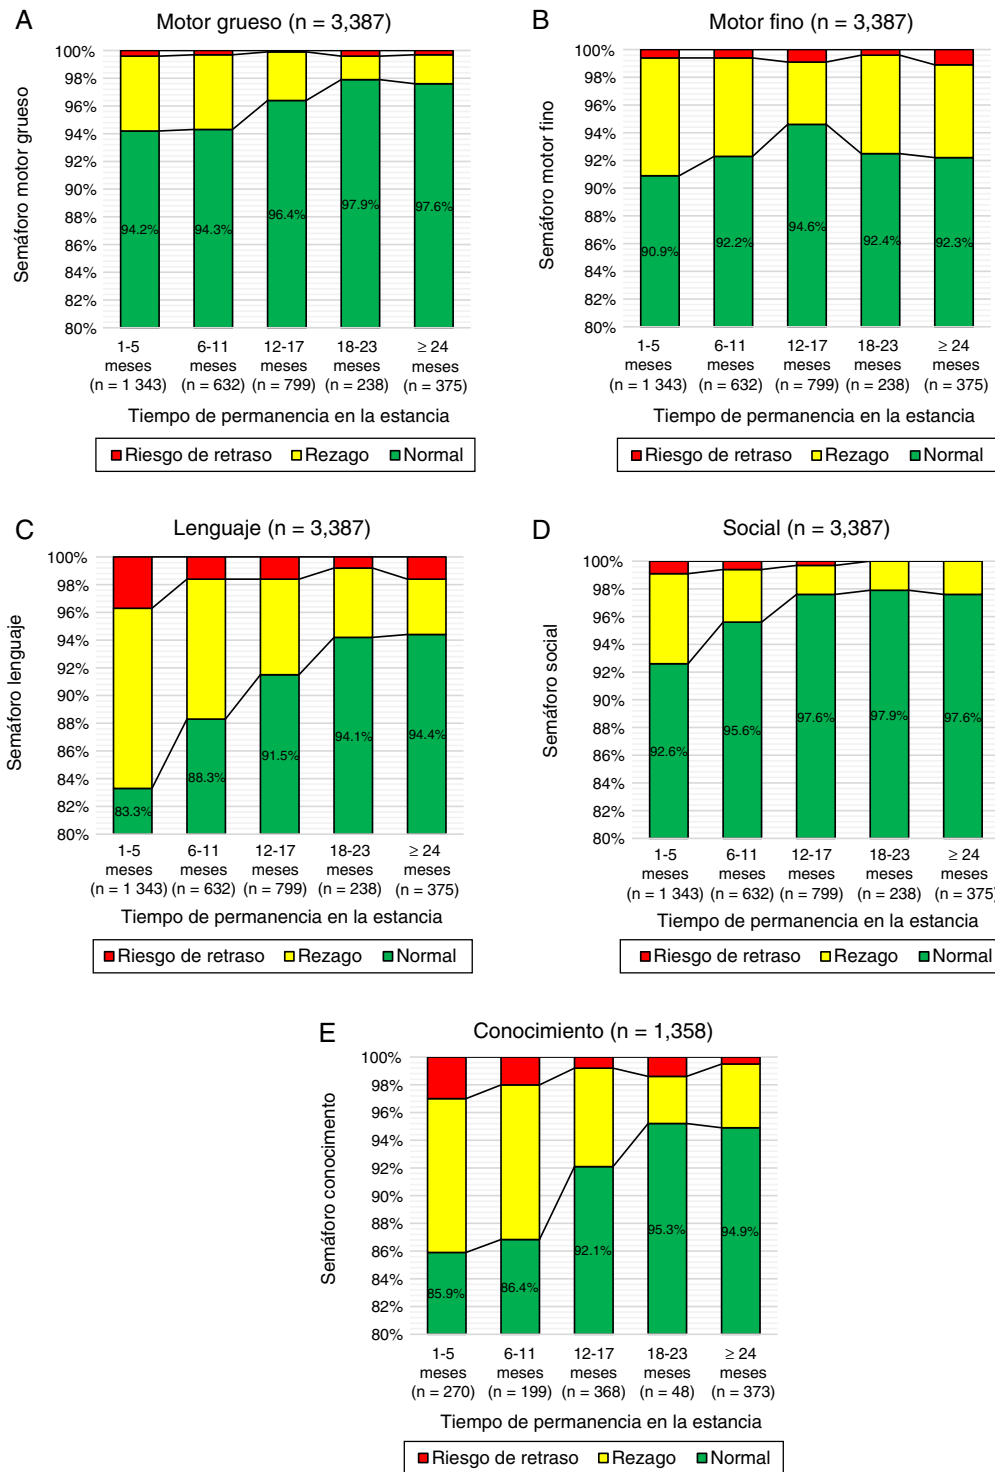 A
Motor grueso (n = 3,387)
Semáforo motor grueso
100%
98%
96%
94%
92%
90%
88%
86%
84%
82%
80%
94.2%
94.3%
96.4%
97.9%
97.6%
1-5 6-11 12-17 18-23 ≥ 24
meses meses meses meses meses
(n = 1 343) (n = 632) (n = 799) (n = 238) (n = 375)
Tiempo de permanencia en la estancia
Riesgo de retraso Rezago Normal
B
Motor fino (n = 3,387)
Semáforo motor fino
100%
98%
96%
94%
92%
90%
88%
86%
84%
82%
80%
90.9%
92.2%
94.6%
92.4%
92.3%
1-5 6-11 12-17 18-23 ≥ 24
meses meses meses meses meses
(n = 1 343) (n = 632) (n = 799) (n = 238) (n = 375)
Tiempo de permanencia en la estancia
Riesgo de retraso Rezago Normal
C
Lenguaje (n = 3,387)
Semáforo lenguaje
100%
98%
96%
94%
92%
90%
88%
86%
84%
82%
80%
83.3%
88.3%
91.5%
94.1%
94.4%
1-5 6-11 12-17 18-23 ≥ 24
meses meses meses meses meses
(n = 1 343) (n = 632) (n = 799) (n = 238) (n = 375)
Tiempo de permanencia en la estancia
Riesgo de retraso Rezago Normal
D
Social (n = 3,387)
Semáforo social
100%
98%
96%
94%
92%
90%
88%
86%
84%
82%
80%
92.6%
95.6%
97.6%
97.9%
97.6%
1-5 6-11 12-17 18-23 ≥ 24
meses meses meses meses meses
(n = 1 343) (n = 632) (n = 799) (n = 238) (n = 375)
Tiempo de permanencia en la estancia
Riesgo de retraso Rezago Normal
E
Conocimiento (n = 1,358)
Semáforo conocimento
100%
98%
96%
94%
92%
90%
88%
86%
84%
82%
80%
85.9%
86.4%
92.1%
95.3%
94.9%
1-5 6-11 12-17 18-23 ≥ 24
meses meses meses meses meses
(n = 270) (n = 199) (n = 368) (n = 48) (n = 373)
Tiempo de permanencia en la estancia
Riesgo de retraso Rezago Normal